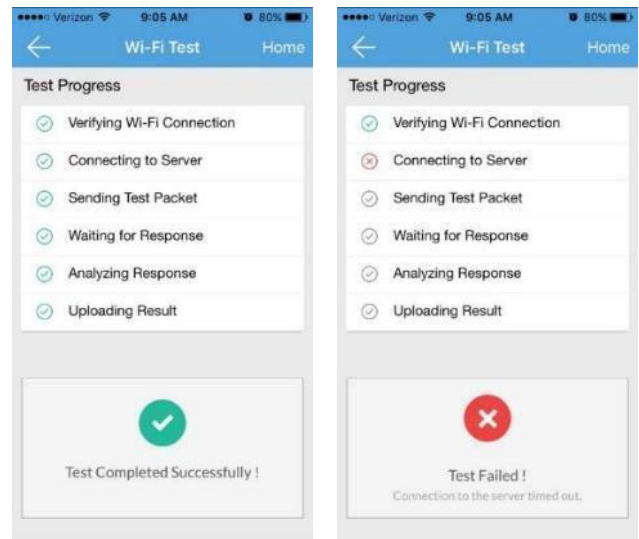 Verizon 9:05 AM 80%
Wi-Fi Test Home
Test Progress
Verifying Wi-Fi Connection
Connecting to Server
Sending Test Packet
Waiting for Response
Analyzing Response
Uploading Result
Test Completed Successfully !
Verizon 9:05 AM 80%
Wi-Fi Test Home
Test Progress
Verifying Wi-Fi Connection
Connecting to Server
Sending Test Packet
Waiting for Response
Analyzing Response
Uploading Result
Test Failed !
Connection to the server timed out.